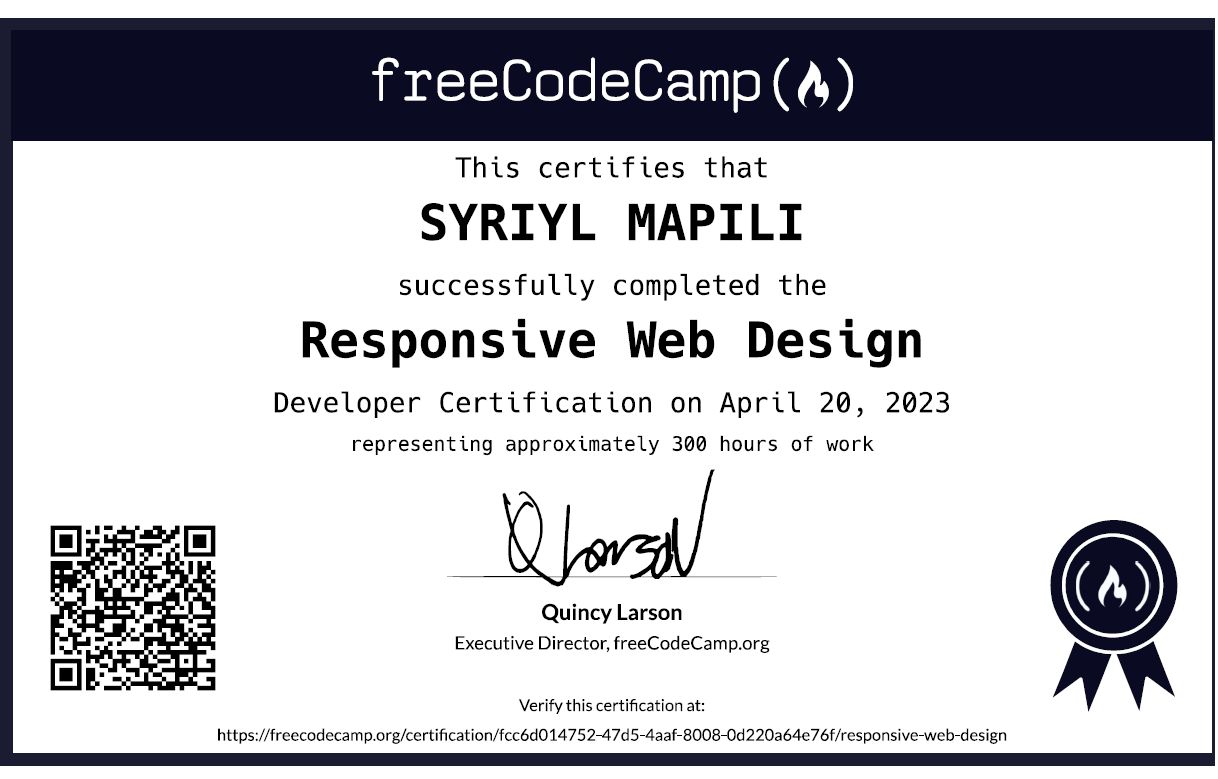 freeCodeCamp
This certifies that
SYRIYL MAPILI
successfully completed the
Responsive Web Design
Developer Certification on April 20, 2023
representing approximately 300 hours of work
Q Larson
Quincy Larson
Executive Director, freeCodeCamp.org
Verify this certification at:
https://freecodecamp.org/certification/fcc6d014752-47d5-4aaf-8008-0d220a64e76f/responsive-web-design